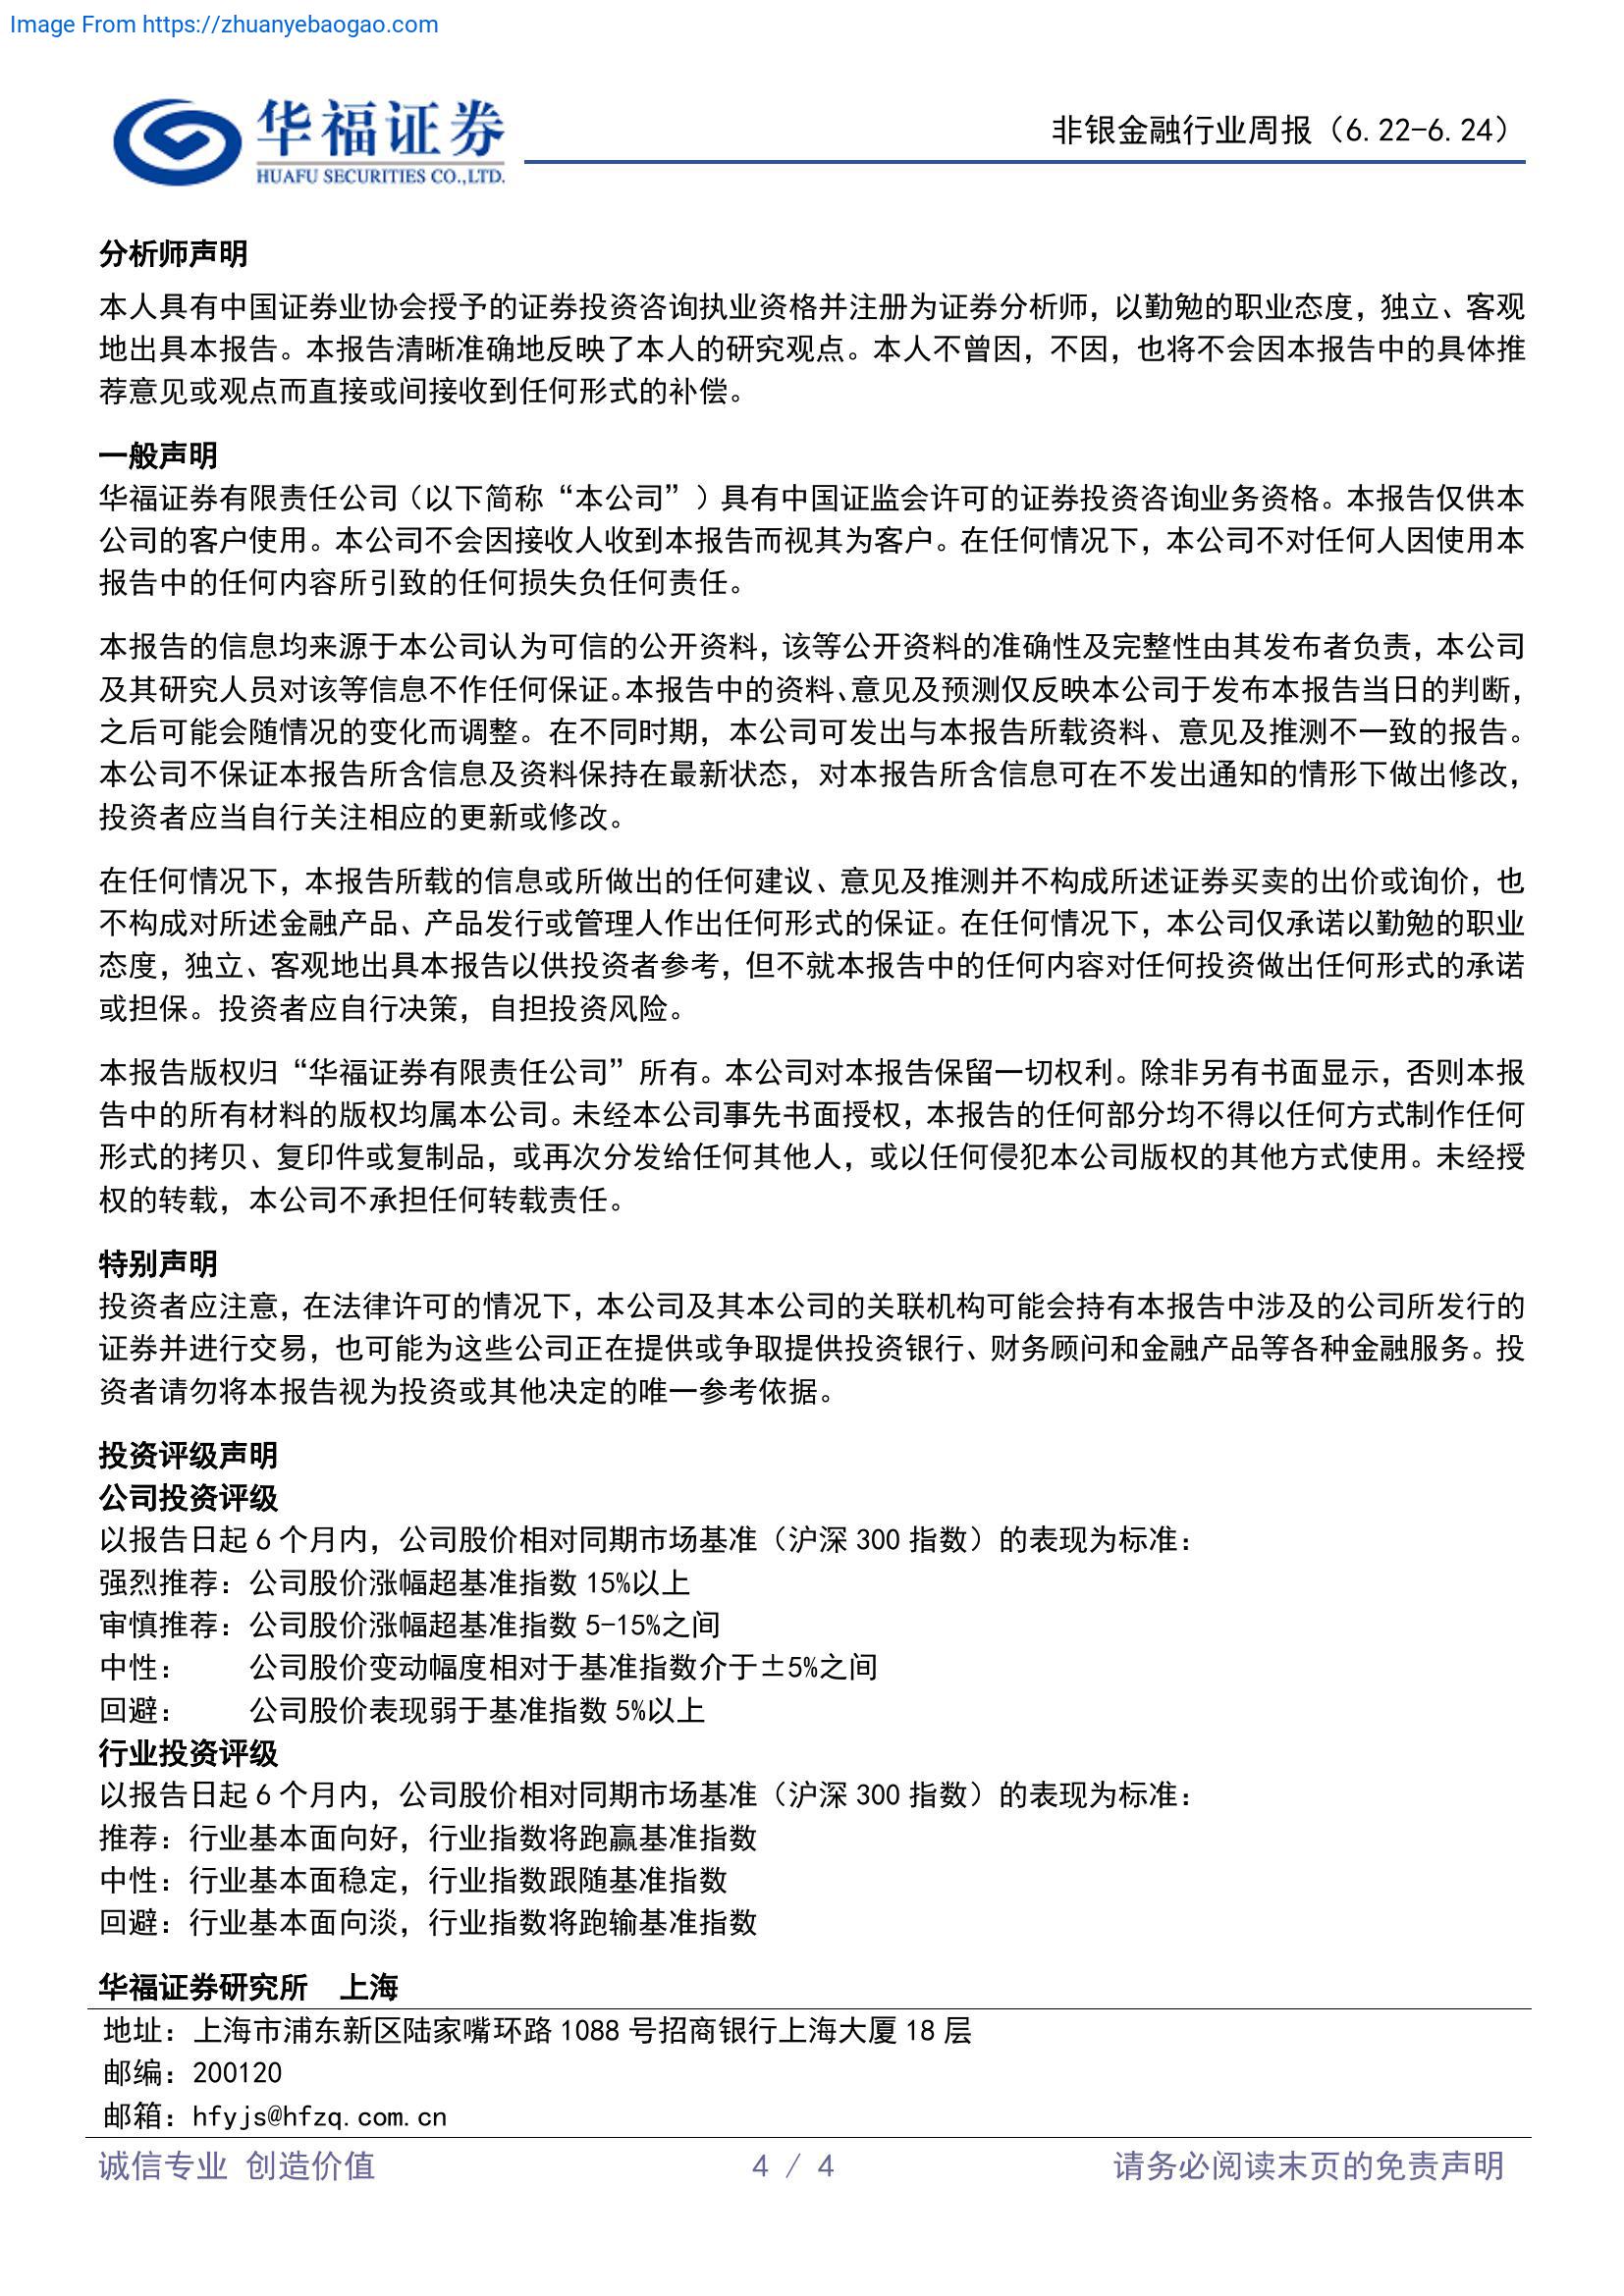 Image From https://zhuanyebaogao.com
华福证券
HUAFU SECURITIES CO.,LTD.
非银金融行业周报（6.22-6.24）
分析师声明
本人具有中国证券业协会授予的证券投资咨询执业资格并注册为证券分析师，以勤勉的职业态度，独立、客观
地出具本报告。本报告清晰准确地反映了本人的研究观点。本人不曾因，不因，也将不会因本报告中的具体推
荐意见或观点而直接或间接收到任何形式的补偿。
一般声明
华福证券有限责任公司（以下简称“本公司”）具有中国证监会许可的证券投资咨询业务资格。本报告仅供本
公司的客户使用。本公司不会因接收人收到本报告而视其为客户。在任何情况下，本公司不对任何人因使用本
报告中的任何内容所引致的任何损失负任何责任。
本报告的信息均来源于本公司认为可信的公开资料，该等公开资料的准确性及完整性由其发布者负责，本公司
及其研究人员对该等信息不作任何保证。本报告中的资料、意见及预测仅反映本公司于发布本报告当日的判断，
之后可能会随情况的变化而调整。在不同时期，本公司可发出与本报告所载资料、意见及推测不一致的报告。
本公司不保证本报告所含信息及资料保持在最新状态，对本报告所含信息可在不发出通知的情形下做出修改，
投资者应当自行关注相应的更新或修改。
在任何情况下，本报告所载的信息或所做出的任何建议、意见及推测并不构成所述证券买卖的出价或询价，也
不构成对所述金融产品、产品发行或管理人作出任何形式的保证。在任何情况下，本公司仅承诺以勤勉的职业
态度，独立、客观地出具本报告以供投资者参考，但不就本报告中的任何内容对任何投资做出任何形式的承诺
或担保。投资者应自行决策，自担投资风险。
本报告版权归“华福证券有限责任公司”所有。本公司对本报告保留一切权利。除非另有书面显示，否则本报
告中的所有材料的版权均属本公司。未经本公司事先书面授权，本报告的任何部分均不得以任何方式制作任何
形式的拷贝、复印件或复制品，或再次分发给任何其他人，或以任何侵犯本公司版权的其他方式使用。未经授
权的转载，本公司不承担任何转载责任。
特别声明
投资者应注意，在法律许可的情况下，本公司及其本公司的关联机构可能会持有本报告中涉及的公司所发行的
证券并进行交易，也可能为这些公司正在提供或争取提供投资银行、财务顾问和金融产品等各种金融服务。投
资者请勿将本报告视为投资或其他决定的唯一参考依据。
投资评级声明
公司投资评级
以报告日起 6 个月内，公司股价相对同期市场基准（沪深 300 指数）的表现为标准：
强烈推荐：公司股价涨幅超基准指数 15%以上
审慎推荐：公司股价涨幅超基准指数 5-15%之间
中性： 公司股价变动幅度相对于基准指数介于±5%之间
回避： 公司股价表现弱于基准指数 5%以上
行业投资评级
以报告日起 6 个月内，公司股价相对同期市场基准（沪深 300 指数）的表现为标准：
推荐：行业基本面向好，行业指数将跑赢基准指数
中性：行业基本面稳定，行业指数跟随基准指数
回避：行业基本面向淡，行业指数将跑输基准指数
华福证券研究所 上海
地址：上海市浦东新区陆家嘴环路 1088 号招商银行上海大厦 18 层
邮编：200120
邮箱：hfyjs@hfzq.com.cn
诚信专业 创造价值 4 / 4 请务必阅读末页的免责声明